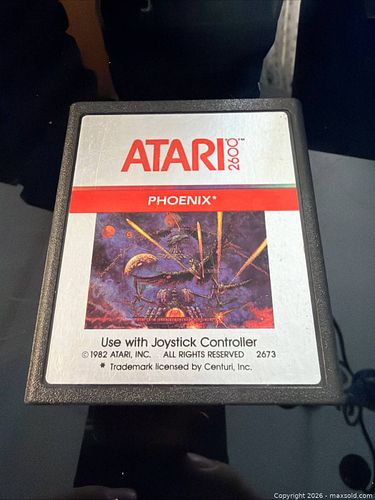 ATARI 2600™
PHOENIX*
Use with Joystick Controller
© 1982 ATARI, INC. ALL RIGHTS RESERVED 2673
* Trademark licensed by Centuri, Inc.
Copyright 2026 - maxsold.com